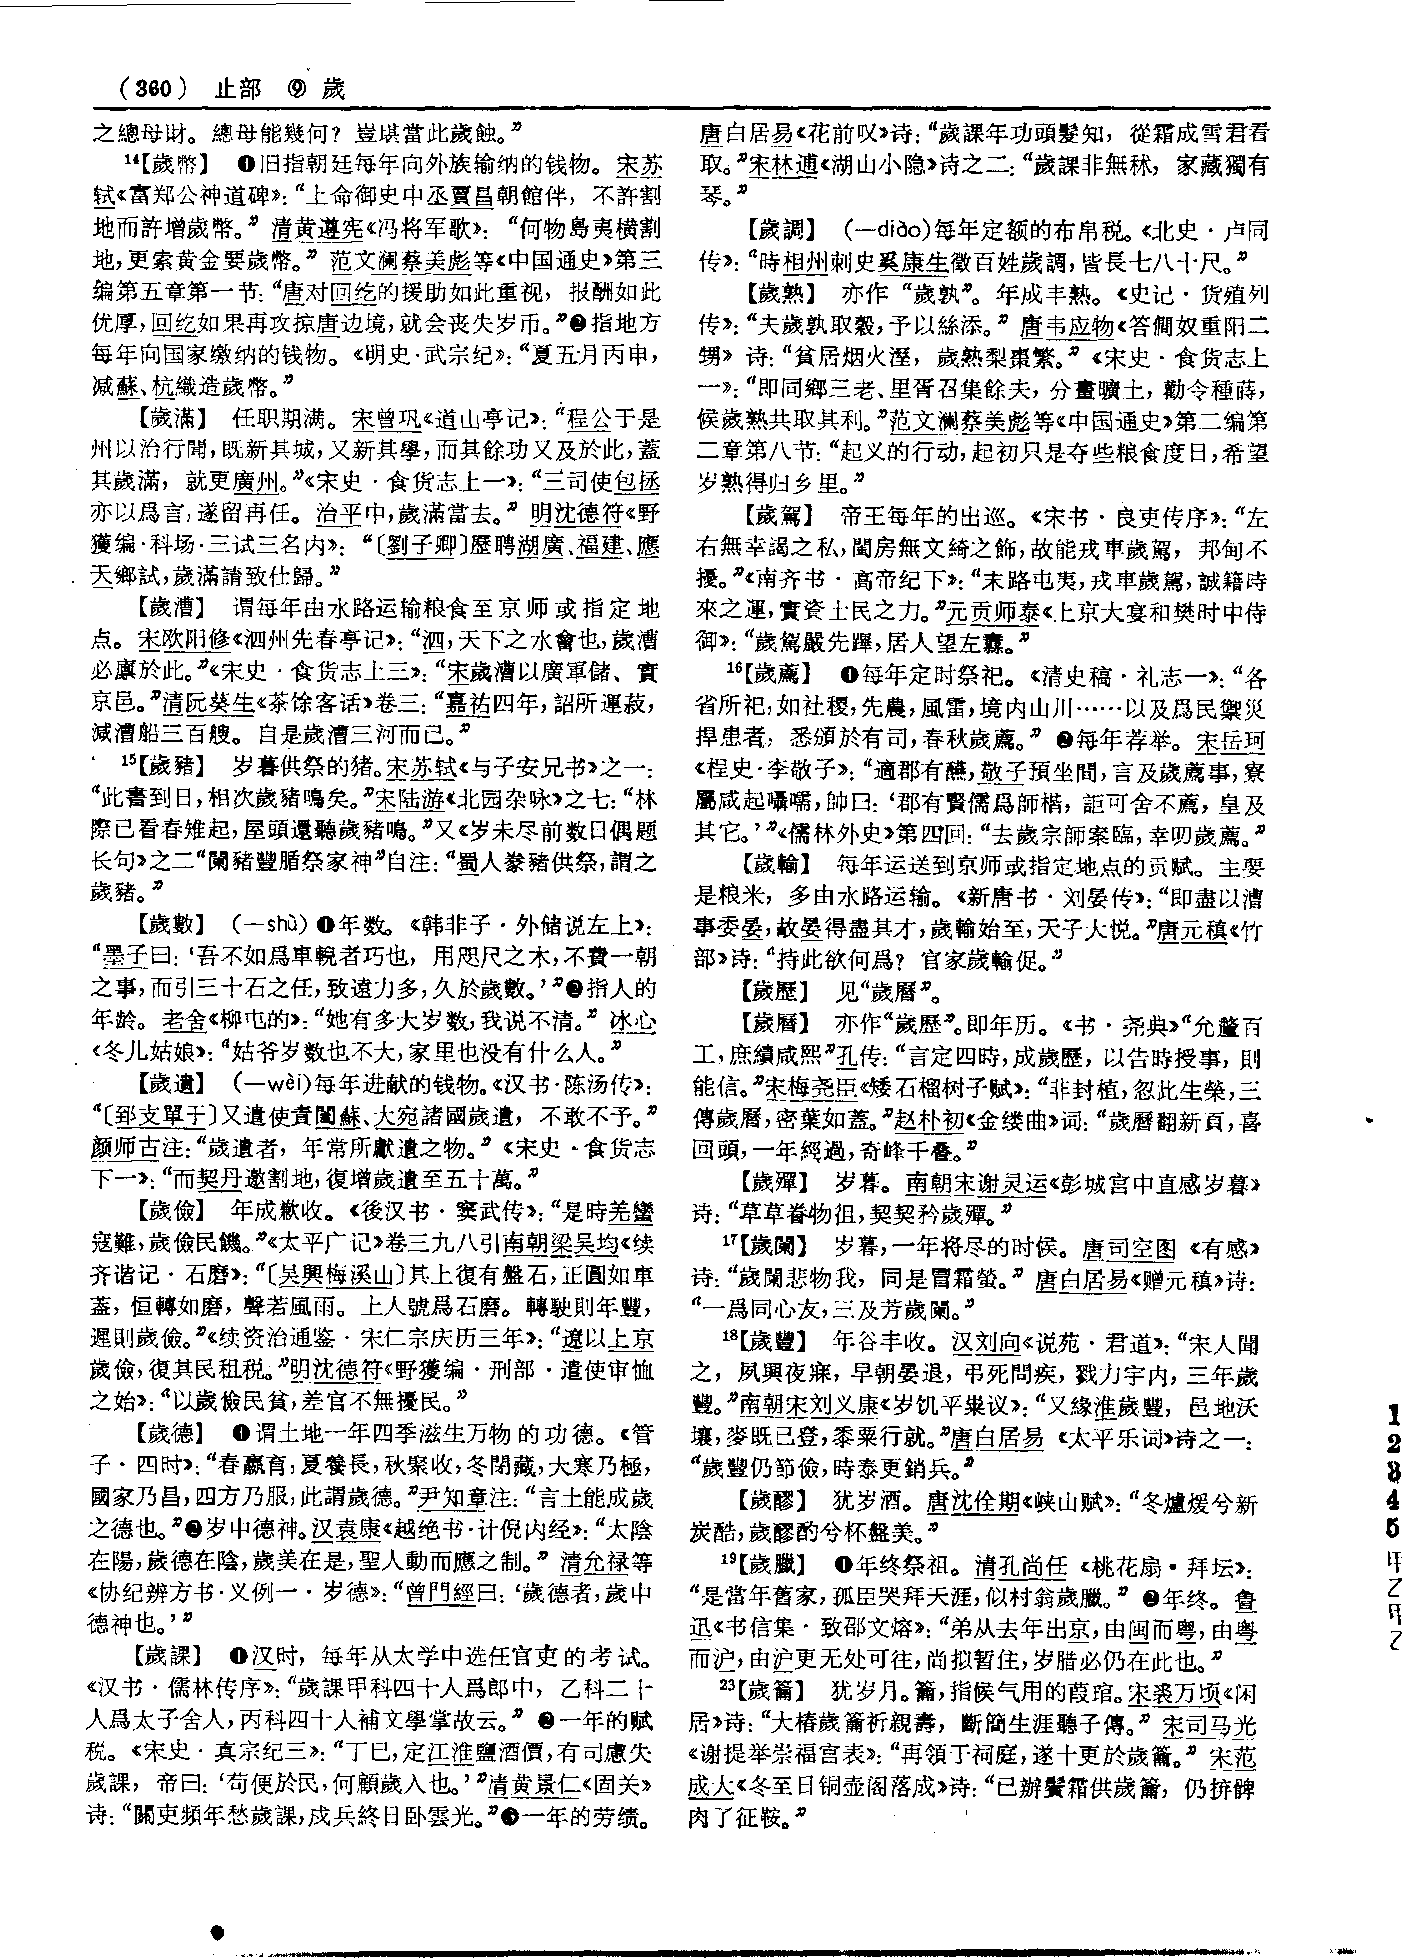 （360） 止部 ⑨ 歲
之總母財。總母能幾何？豈堪當此歲蝕。”
14【歲幣】 ❶旧指朝廷每年向外族输纳的钱物。宋苏
轼《富郑公神道碑》：“上命御史中丞賈昌朝館伴，不許割
地而許增歲幣。”清黄遵宪《冯将军歌》：“何物島夷横割
地，更索黄金要歲幣。”范文澜蔡美彪等《中国通史》第三
编第五章第一节：“唐对回纥的援助如此重视，报酬如此
优厚，回纥如果再攻掠唐边境，就会丧失岁币。”❷指地方
每年向国家缴纳的钱物。《明史·武宗纪》：“夏五月丙申，
减蘇、杭織造歲幣。”
【歲滿】 任职期满。宋曾巩《道山亭记》：“程公于是
州以治行聞，既新其城，又新其學，而其餘功又及於此，蓋
其歲滿，就更廣州。”《宋史·食货志上一》：“三司使包拯
亦以爲言，遂留再任。治平中，歲滿當去。”明沈德符《野
獲编·科场·三试三名内》：“〔劉子卿〕歷聘湖廣、福建、應
天鄉試，歲滿請致仕歸。”
【歲漕】 谓每年由水路运输粮食至京师或指定地
点。宋欧阳修《泗州先春亭记》：“泗，天下之水會也，歲漕
必廪於此。”《宋史·食货志上三》：“宋歲漕以廣軍儲、實
京邑。”清阮葵生《茶馀客话》卷三：“嘉祐四年，詔所運菽，
減漕船三百艘。自是歲漕三河而已。”
15【歲豬】 岁暮供祭的猪。宋苏轼《与子安兄书》之一：
“此書到日，相次歲豬鳴矣。”宋陆游《北园杂咏》之七：“林
際已看春雉起，屋頭還聽歲豬鳴。”又《岁未尽前数日偶题
长句》之二“闌豬豐腯祭家神”自注：“蜀人豢豬供祭，謂之
歲豬。”
【歲數】 （—shù）❶年数。《韩非子·外储说左上》：
“墨子曰：‘吾不如爲車輗者巧也，用咫尺之木，不費一朝
之事，而引三十石之任，致遠力多，久於歲數。’”❷指人的
年龄。老舍《柳屯的》：“她有多大岁数，我说不清。”冰心
《冬儿姑娘》：“姑爷岁数也不大，家里也没有什么人。”
【歲遺】 （—wèi）每年进献的钱物。《汉书·陈汤传》：
“〔郅支單于〕又遣使責闔蘇、大宛諸國歲遺，不敢不予。”
颜师古注：“歲遺者，年常所獻遺之物。”《宋史·食货志
下一》：“而契丹邀割地，復增歲遺至五十萬。”
【歲儉】 年成歉收。《後汉书·窦武传》：“是時羌蠻
寇難，歲儉民饑。”《太平广记》卷三九八引南朝梁吴均《续
齐谐记·石磨》：“〔吴興梅溪山〕其上復有盤石，正圓如車
蓋，恒轉如磨，聲若風雨。上人號爲石磨。轉駛則年豐，
遲則歲儉。”《续资治通鉴·宋仁宗庆历三年》：“遼以上京
歲儉，復其民租税。”明沈德符《野獲编·刑部·遣使审恤
之始》：“以歲儉民貧，差官不無擾民。”
【歲德】 ❶谓土地一年四季滋生万物的功德。《管
子·四时》：“春嬴育，夏養長，秋聚收，冬閉藏，大寒乃極，
國家乃昌，四方乃服，此謂歲德。”尹知章注：“言土能成歲
之德也。”❷岁中德神。汉袁康《越绝书·计倪内经》：“太陰
在陽，歲德在陰，歲美在是，聖人動而應之制。”清允禄等
《协纪辨方书·义例一·岁德》：“曾門經曰：‘歲德者，歲中
德神也。’”
【歲課】 ❶汉时，每年从太学中选任官吏的考试。
《汉书·儒林传序》：“歲課甲科四十人爲郎中，乙科二十
人爲太子舍人，丙科四十人補文學掌故云。”❷一年的赋
税。《宋史·真宗纪三》：“丁巳，定江淮鹽酒價，有司慮失
歲課，帝曰：‘苟便於民，何顧歲入也。’”清黄景仁《固关》
诗：“關吏頻年愁歲課，戍兵終日卧雲光。”❸一年的劳绩。
唐白居易《花前叹》诗：“歲課年功頭髮知，從霜成雪君看
取。”宋林逋《湖山小隐》诗之二：“歲課非無秫，家藏獨有
琴。”
【歲調】 （—diào）每年定额的布帛税。《北史·卢同
传》：“時相州刺史奚康生徵百姓歲調，皆長七八十尺。”
【歲熟】 亦作“歲孰”。年成丰熟。《史记·货殖列
传》：“夫歲孰取穀，予以絲漆。”唐韦应物《答僴奴重阳二
甥》诗：“貧居烟火溼，歲熟梨棗繁。”《宋史·食货志上
一》：“即同鄉三老、里胥召集餘夫，分畫曠土，勸令種蒔，
候歲熟共取其利。”范文澜蔡美彪等《中国通史》第二编第
二章第八节：“起义的行动，起初只是夺些粮食度日，希望
岁熟得归乡里。”
【歲駕】 帝王每年的出巡。《宋书·良吏传序》：“左
右無幸謁之私，閨房無文綺之飾，故能戎車歲駕，邦甸不
擾。”《南齐书·高帝纪下》：“末路屯夷，戎車歲駕，誠籍時
來之運，實資士民之力。”元贡师泰《上京大宴和樊时中侍
御》：“歲駕嚴先蹕，居人望左纛。”
16【歲薦】 ❶每年定时祭祀。《清史稿·礼志一》：“各
省所祀，如社稷，先農，風雷，境内山川……以及爲民禦災
捍患者，悉頒於有司，春秋歲薦。”❷每年荐举。宋岳珂
《桯史·李敬子》：“適郡有醮，敬子預坐間，言及歲薦事，寮
屬咸起囁嚅，帥曰：‘郡有賢儒爲師楷，詎可舍不薦，皇及
其它。’”《儒林外史》第四回：“去歲宗師案臨，幸叨歲薦。”
【歲輸】 每年运送到京师或指定地点的贡赋。主要
是粮米，多由水路运输。《新唐书·刘晏传》：“即盡以漕
事委晏，故晏得盡其才，歲輸始至，天子大悦。”唐元稹《竹
部》诗：“持此欲何爲？官家歲輸促。”
【歲歷】 见“歲曆”。
【歲曆】 亦作“歲歷”。即年历。《书·尧典》“允釐百
工，庶績咸熙”孔传：“言定四時，成歲歷，以告時授事，則
能信。”宋梅尧臣《矮石榴树子赋》：“非封植，忽此生榮，三
傳歲曆，密葉如蓋。”赵朴初《金缕曲》词：“歲曆翻新頁，喜
回頭，一年經過，奇峰千疊。”
【歲殫】 岁暮。南朝宋谢灵运《彭城宫中直感岁暮》
诗：“草草眷物徂，契契矜歲殫。”
17【歲闌】 岁暮，一年将尽的时候。唐司空图《有感》
诗：“歲闌悲物我，同是冒霜螢。”唐白居易《赠元稹》诗：
“一爲同心友，三及芳歲闌。”
18【歲豐】 年谷丰收。汉刘向《说苑·君道》：“宋人聞
之，夙興夜寐，早朝晏退，弔死問疾，戮力宇内，三年歲
豐。”南朝宋刘义康《岁饥平粜议》：“又緣淮歲豐，邑地沃
壤，麥既已登，黍粟行就。”唐白居易《太平乐词》诗之一：
“歲豐仍節儉，時泰更銷兵。”
【歲醪】 犹岁酒。唐沈佺期《峡山赋》：“冬爐煖兮新
炭酷，歲醪酌兮杯盤美。”
19【歲臘】 ❶年终祭祖。清孔尚任《桃花扇·拜坛》：
“是當年舊家，孤臣哭拜天涯，似村翁歲臘。”❷年终。鲁
迅《书信集·致邵文熔》：“弟从去年出京，由闽而粤，由粤
而沪，由沪更无处可往，尚拟暂住，岁腊必仍在此也。”
23【歲籥】 犹岁月。籥，指候气用的葭琯。宋裘万顷《闲
居》诗：“大椿歲籥祈親壽，斷簡生涯聽子傳。”宋司马光
《谢提举崇福宫表》：“再領于祠庭，遂十更於歲籥。”宋范
成大《冬至日铜壶阁落成》诗：“已辦鬢霜供歲籥，仍拚髀
肉了征鞍。”
1
2
3
4
5
甲
乙
甲
乙